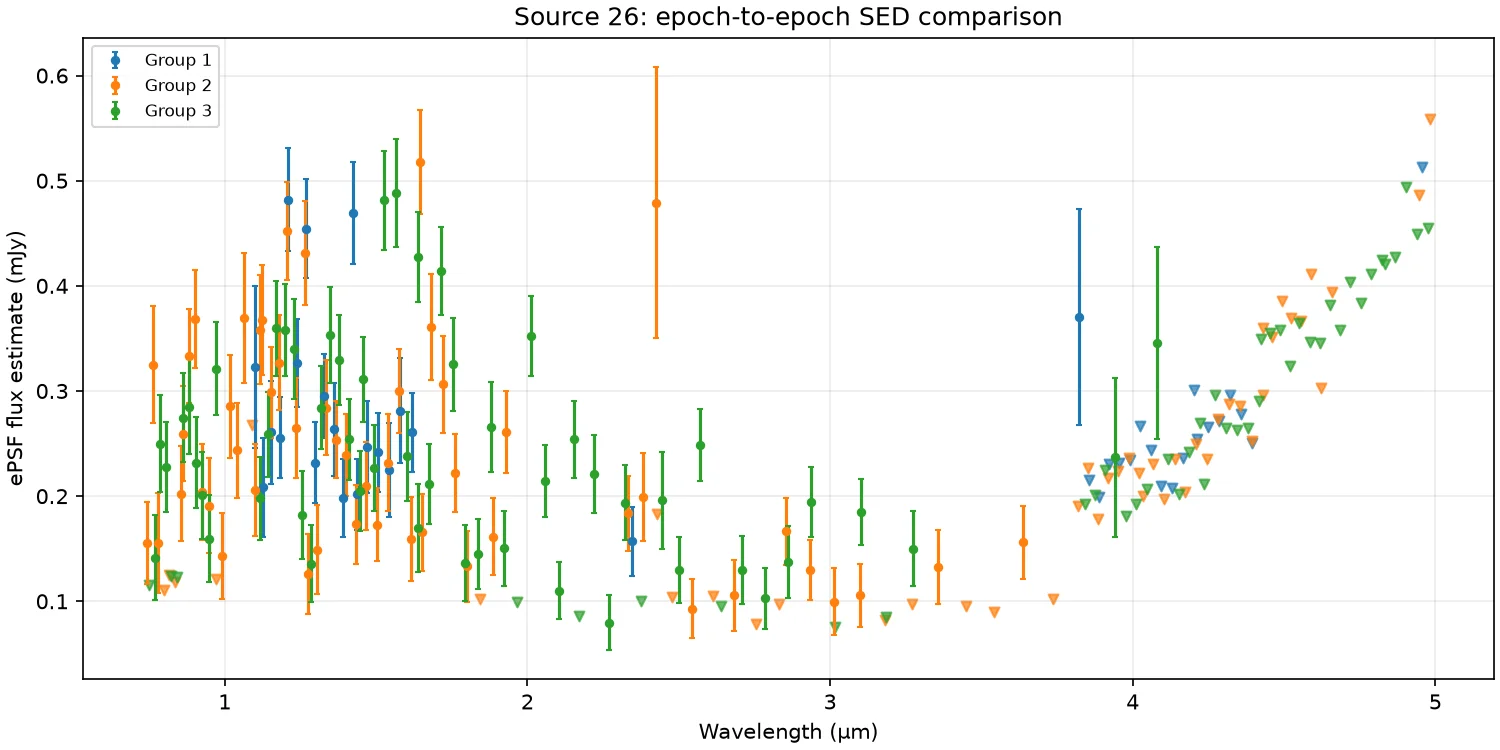 Source 26: epoch-to-epoch SED comparison
Group 1
Group 2
Group 3
ePSF flux estimate (mJy)
0.6
0.5
0.4
0.3
0.2
0.1
1 2 3 4 5
Wavelength (μm)